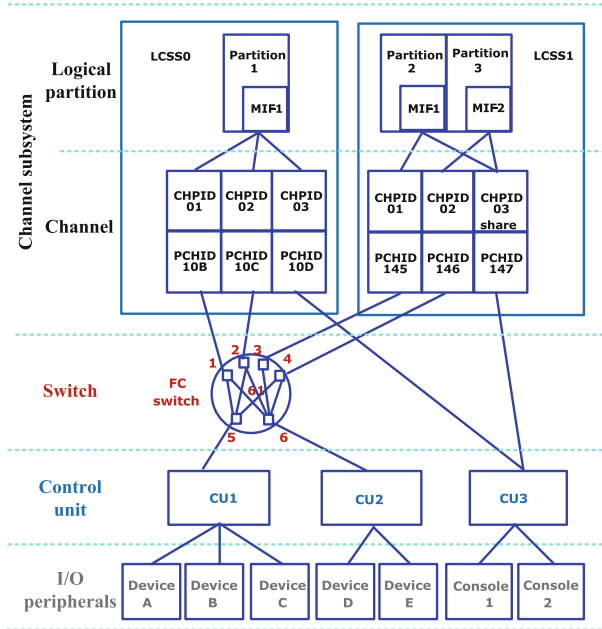 Channel subsystem
Logical
partition
LCSS0
Partition
1
MIF1
Partition
2
MIF1
Partition
3
MIF2
LCSS1
Channel
CHPID
01
CHPID
02
CHPID
03
PCHID
10B
PCHID
10C
PCHID
10D
CHPID
01
CHPID
02
CHPID
03
share
PCHID
145
PCHID
146
PCHID
147
Switch
FC
switch
1
2
3
4
61
5
6
Control
unit
CU1
CU2
CU3
I/O
peripherals
Device
A
Device
B
Device
C
Device
D
Device
E
Console
1
Console
2